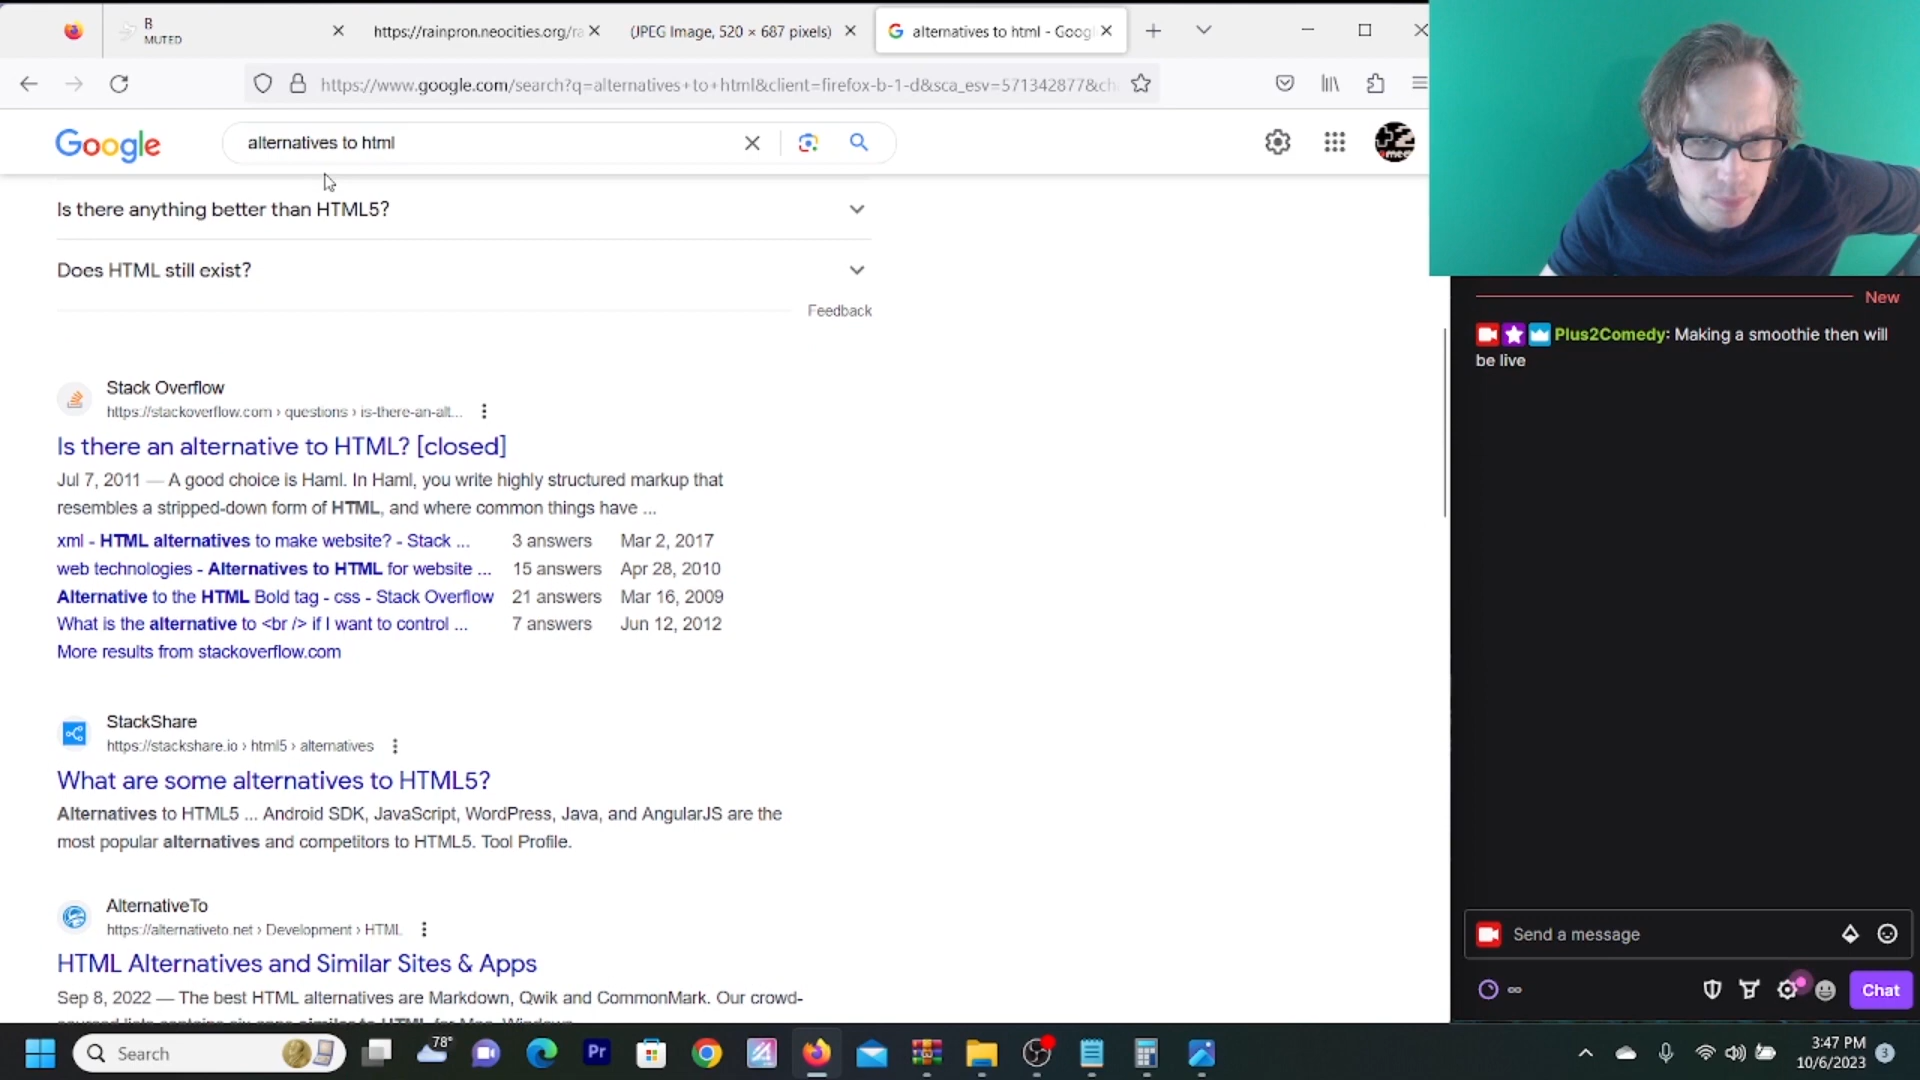 B
MUTED
https://rainpron.neocities.org/ra
(JPEG Image, 520 × 687 pixels)
alternatives to html - Goog
https://www.google.com/search?q=alternatives+to+html&client=firefox-b-1-d&sca_esv=571342877&ch
Google
alternatives to html
Is there anything better than HTML5?
Does HTML still exist?
Feedback
Stack Overflow
https://stackoverflow.com › questions › is-there-an-alt...
Is there an alternative to HTML? [closed]
Jul 7, 2011 — A good choice is Haml. In Haml, you write highly structured markup that
resembles a stripped-down form of HTML, and where common things have ...
xml - HTML alternatives to make website? - Stack ... 3 answers Mar 2, 2017
web technologies - Alternatives to HTML for website ... 15 answers Apr 28, 2010
Alternative to the HTML Bold tag - css - Stack Overflow 21 answers Mar 16, 2009
What is the alternative to <br /> if I want to control ... 7 answers Jun 12, 2012
More results from stackoverflow.com
StackShare
https://stackshare.io › html5 › alternatives
What are some alternatives to HTML5?
Alternatives to HTML5 ... Android SDK, JavaScript, WordPress, Java, and AngularJS are the
most popular alternatives and competitors to HTML5. Tool Profile.
AlternativeTo
https://alternativeto.net › Development › HTML
HTML Alternatives and Similar Sites & Apps
Sep 8, 2022 — The best HTML alternatives are Markdown, Qwik and CommonMark. Our crowd-
New
Plus2Comedy: Making a smoothie then will
be live
Send a message
Chat
Search
78°
Pr
3:47 PM
10/6/2023
3